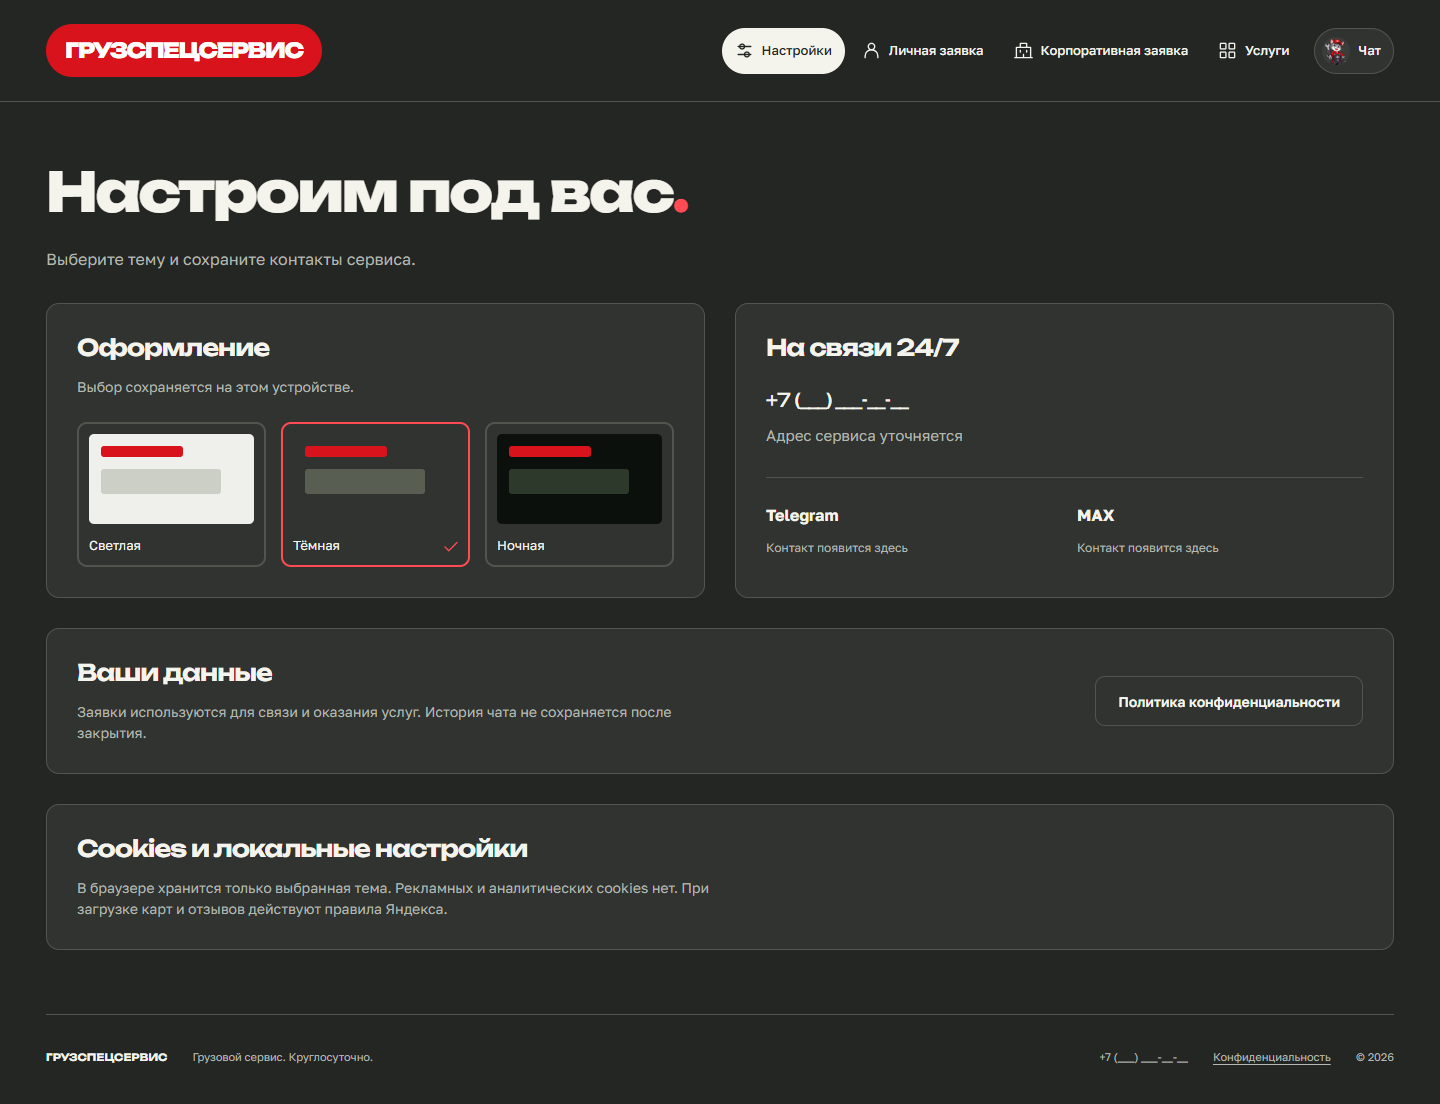 ГРУЗСПЕЦСЕРВИС
Настройки
Личная заявка
Корпоративная заявка
Услуги
Чат
Настроим под вас.
Выберите тему и сохраните контакты сервиса.
Оформление
Выбор сохраняется на этом устройстве.
Светлая
Тёмная
Ночная
На связи 24/7
+7 (___) ___-__-__
Адрес сервиса уточняется
Telegram
Контакт появится здесь
MAX
Контакт появится здесь
Ваши данные
Заявки используются для связи и оказания услуг. История чата не сохраняется после
закрытия.
Политика конфиденциальности
Cookies и локальные настройки
В браузере хранится только выбранная тема. Рекламных и аналитических cookies нет. При
загрузке карт и отзывов действуют правила Яндекса.
ГРУЗСПЕЦСЕРВИС
Грузовой сервис. Круглосуточно.
+7 (___) ___-__-__
Конфиденциальность
© 2026